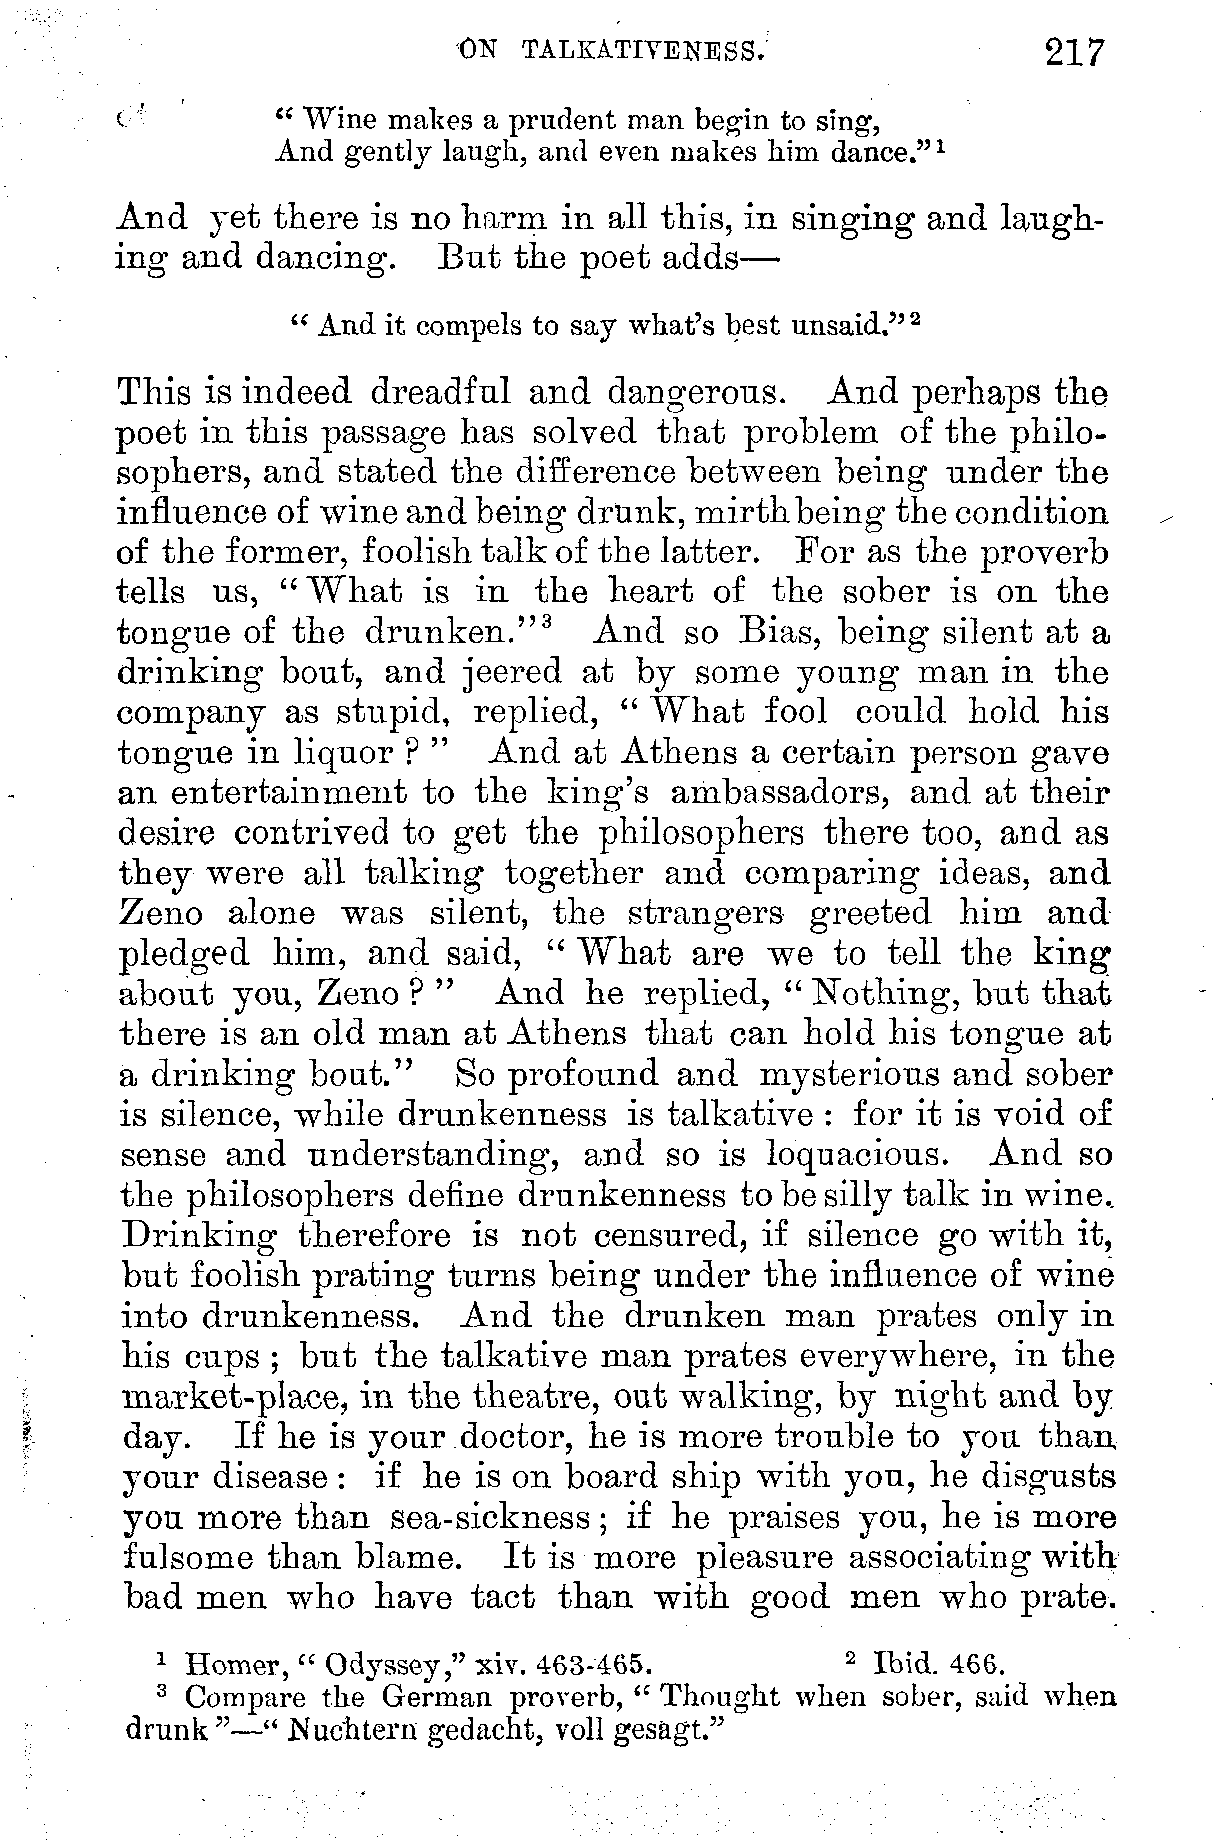 ON TALKATIVENESS. 217
“ Wine makes a prudent man begin to sing,
And gently laugh, and even makes him dance.”1
And yet there is no harm in all this, in singing and laugh-
ing and dancing. But the poet adds—
“ And it compels to say what’s best unsaid.”2
This is indeed dreadful and dangerous. And perhaps the
poet in this passage has solved that problem of the philo-
sophers, and stated the difference between being under the
influence of wine and being drunk, mirth being the condition
of the former, foolish talk of the latter. For as the proverb
tells us, “ What is in the heart of the sober is on the
tongue of the drunken.”3 And so Bias, being silent at a
drinking bout, and jeered at by some young man in the
company as stupid, replied, “ What fool could hold his
tongue in liquor ? ” And at Athens a certain person gave
an entertainment to the king’s ambassadors, and at their
desire contrived to get the philosophers there too, and as
they were all talking together and comparing ideas, and
Zeno alone was silent, the strangers greeted him and
pledged him, and said, “ What are we to tell the king
about you, Zeno ? ” And he replied, “ Nothing, but that
there is an old man at Athens that can hold his tongue at
a drinking bout.” So profound and mysterious and sober
is silence, while drunkenness is talkative : for it is void of
sense and understanding, and so is loquacious. And so
the philosophers define drunkenness to be silly talk in wine.
Drinking therefore is not censured, if silence go with it,
but foolish prating turns being under the influence of wine
into drunkenness. And the drunken man prates only in
his cups ; but the talkative man prates everywhere, in the
market-place, in the theatre, out walking, by night and by
day. If he is your doctor, he is more trouble to you than
your disease : if he is on board ship with you, he disgusts
you more than sea-sickness ; if he praises you, he is more
fulsome than blame. It is more pleasure associating with
bad men who have tact than with good men who prate.
1 Homer, “ Odyssey,” xiv. 463-465. 2 Ibid. 466.
3 Compare the German proverb, “ Thought when sober, said when
drunk ”—“ Nuchtern gedacht, voll gesagt.”